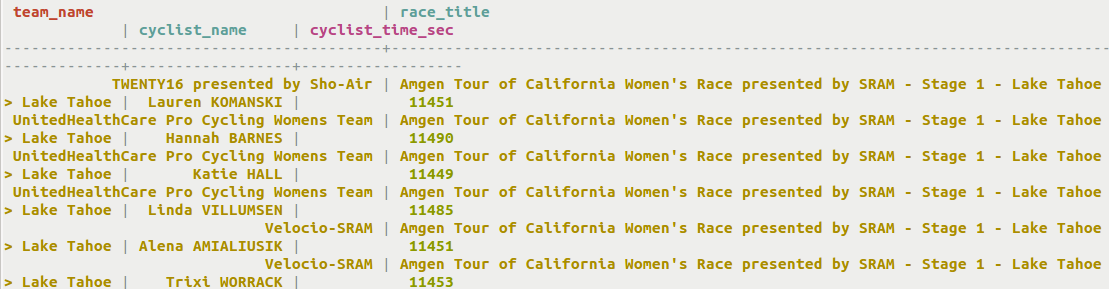 team_name | race_title
| cyclist_name | cyclist_time_sec
----------------------------------------+--------------------------------------------------------------------------------
-------------+------------------+------------------
TWENTY16 presented by Sho-Air | Amgen Tour of California Women's Race presented by SRAM - Stage 1 - Lake Tahoe
> Lake Tahoe | Lauren KOMANSKI | 11451
UnitedHealthCare Pro Cycling Womens Team | Amgen Tour of California Women's Race presented by SRAM - Stage 1 - Lake Tahoe
> Lake Tahoe | Hannah BARNES | 11490
UnitedHealthCare Pro Cycling Womens Team | Amgen Tour of California Women's Race presented by SRAM - Stage 1 - Lake Tahoe
> Lake Tahoe | Katie HALL | 11449
UnitedHealthCare Pro Cycling Womens Team | Amgen Tour of California Women's Race presented by SRAM - Stage 1 - Lake Tahoe
> Lake Tahoe | Linda VILLUMSEN | 11485
Velocio-SRAM | Amgen Tour of California Women's Race presented by SRAM - Stage 1 - Lake Tahoe
> Lake Tahoe | Alena AMIALIUSIK | 11451
Velocio-SRAM | Amgen Tour of California Women's Race presented by SRAM - Stage 1 - Lake Tahoe
> Lake Tahoe | Trixi WORRACK | 11453